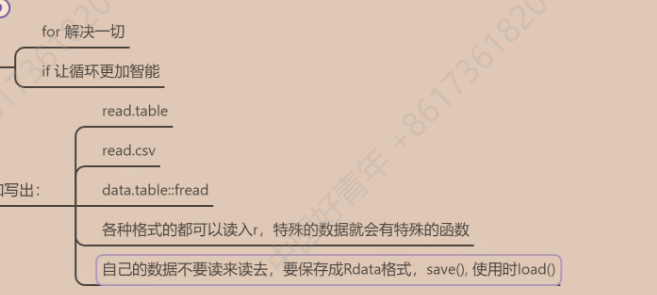 for 解决一切
if 让循环更加智能
read.table
read.csv
写出：
data.table::fread
各种格式的都可以读入r，特殊的数据就会有特殊的函数
自己的数据不要读来读去，要保存成Rdata格式，save(), 使用时load()
好青年 +8617361820